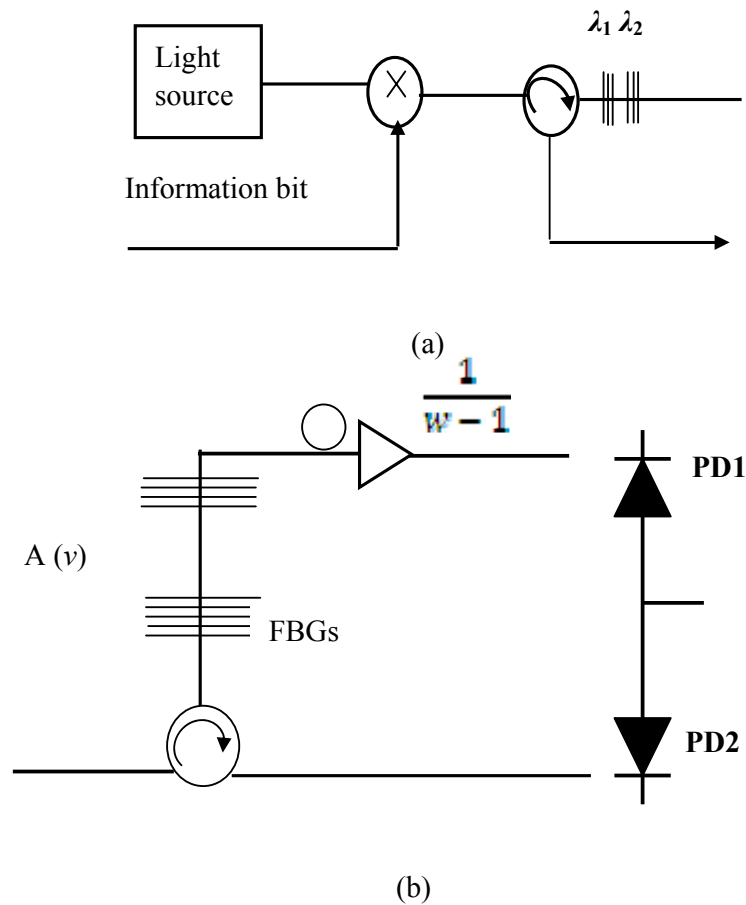 λ₁ λ₂
Light
source
Information bit
(a)
1
w − 1
PD1
A (v)
FBGs
PD2
(b)